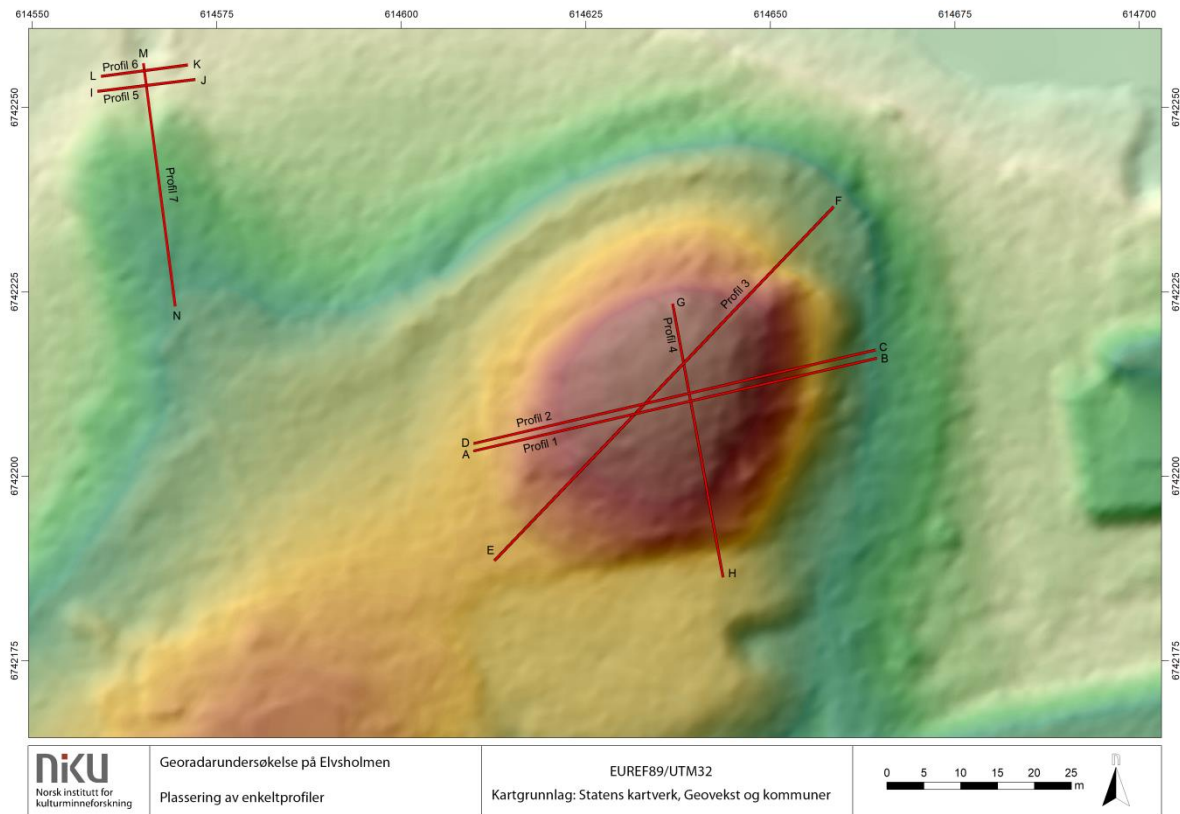 614550 614575 614600 614625 614650 614675 614700
M
L Profil 6 K
I Profil 5 J
6742250 6742250
Profil 7
F
Profil 3
6742225 6742225
G
N
Profil 4
C
B
D Profil 2
A Profil 1
6742200 6742200
E
H
6742175 6742175
niKU
Norsk institutt for
kulturminneforskning
Georadarundersøkelse på Elvsholmen
Plassering av enkeltprofiler
EUREF89/UTM32
Kartgrunnlag: Statens kartverk, Geovekst og kommuner
0 5 10 15 20 25
m
n